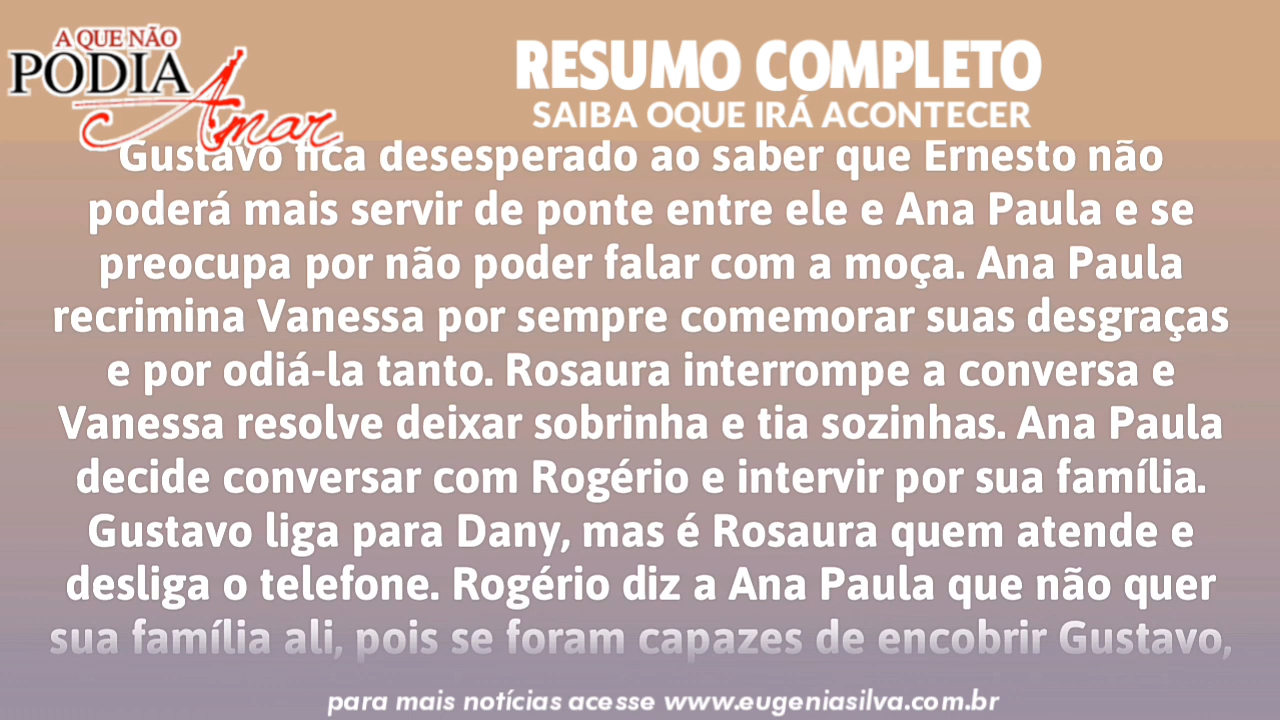 A QUE NÃO
PODIA
Amar
RESUMO COMPLETO
SAIBA OQUE IRÁ ACONTECER
Gustavo fica desesperado ao saber que Ernesto não
poderá mais servir de ponte entre ele e Ana Paula e se
preocupa por não poder falar com a moça. Ana Paula
recrimina Vanessa por sempre comemorar suas desgraças
e por odiá-la tanto. Rosaura interrompe a conversa e
Vanessa resolve deixar sobrinha e tia sozinhas. Ana Paula
decide conversar com Rogério e intervir por sua família.
Gustavo liga para Dany, mas é Rosaura quem atende e
desliga o telefone. Rogério diz a Ana Paula que não quer
sua família ali, pois se foram capazes de encobrir Gustavo,
para mais notícias acesse www.eugeniasilva.com.br